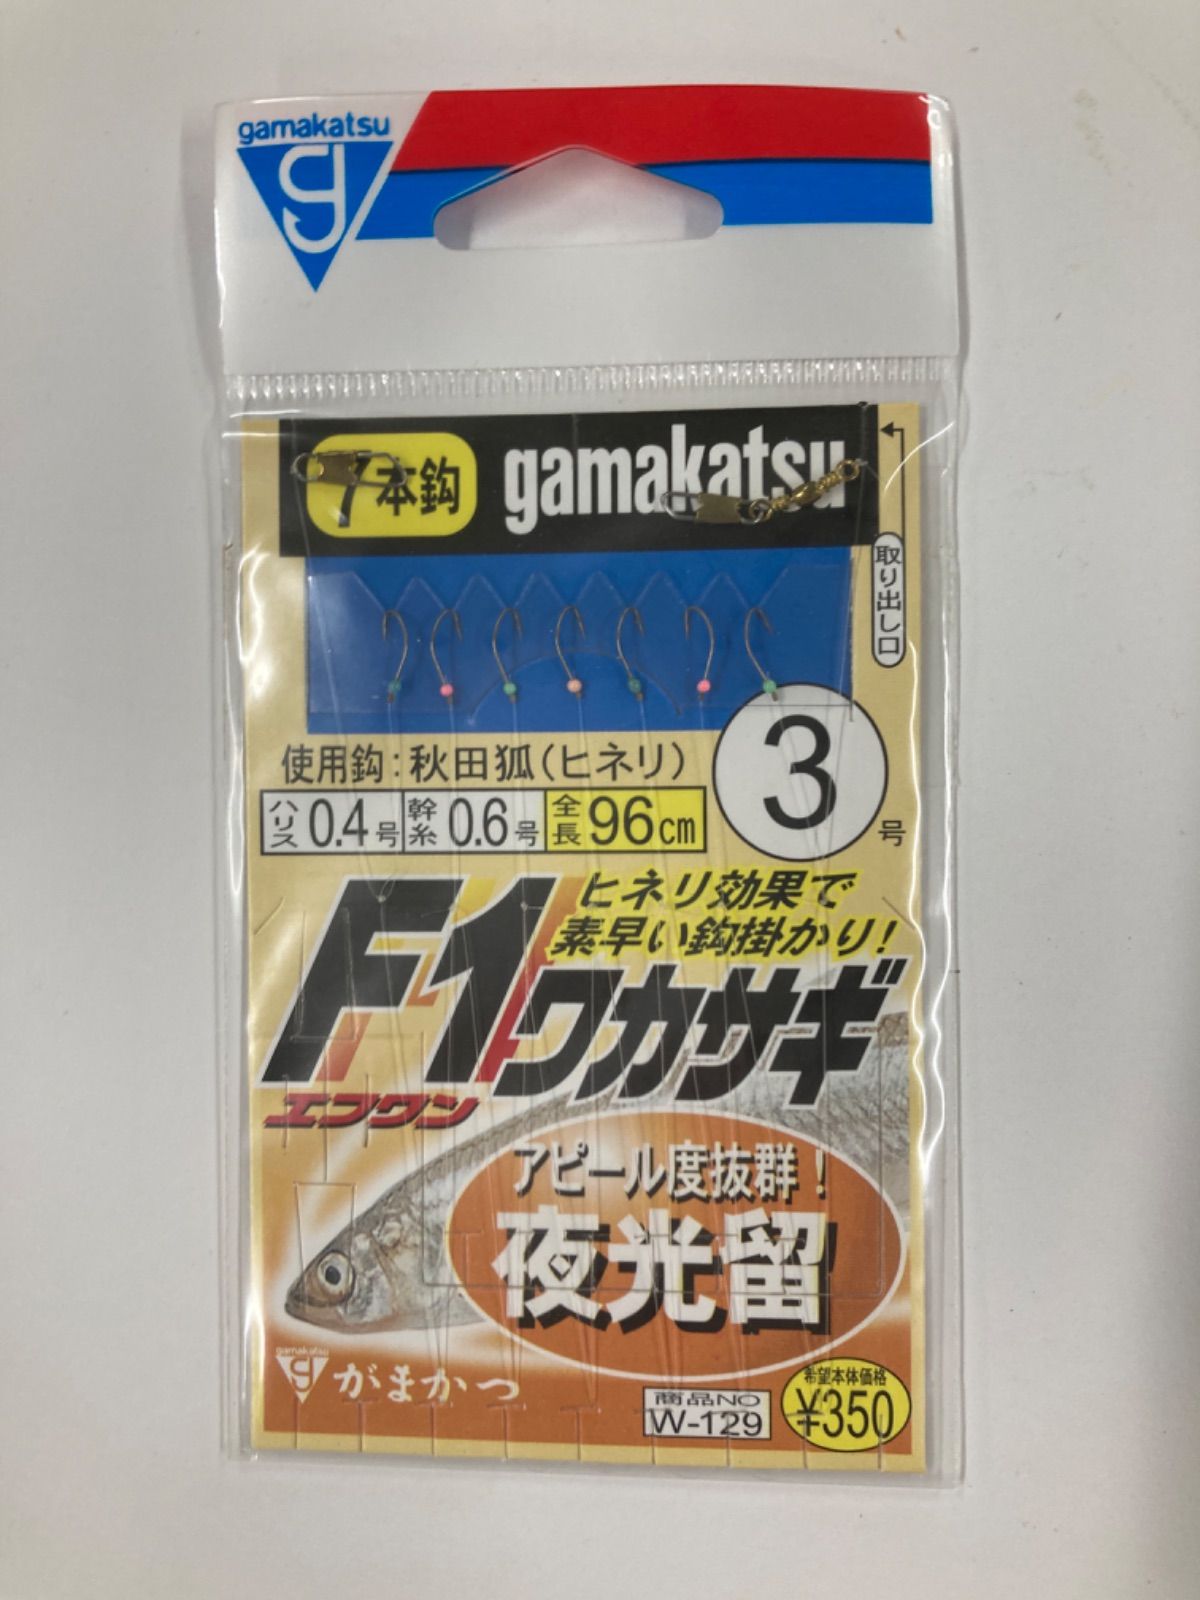 gamakatsu
7本鈎
gamakatsu
取り出し口
使用鈎:秋田狐(ヒネリ)
3号
ハリス0.4号 幹糸0.6号 全長96cm
ヒネリ効果で
素早い鈎掛かり!
F1ワカサギ
エフワン
アピール度抜群!
夜光留
gamakatsu
がまかつ
商品NO
W-129
希望本体価格
¥350